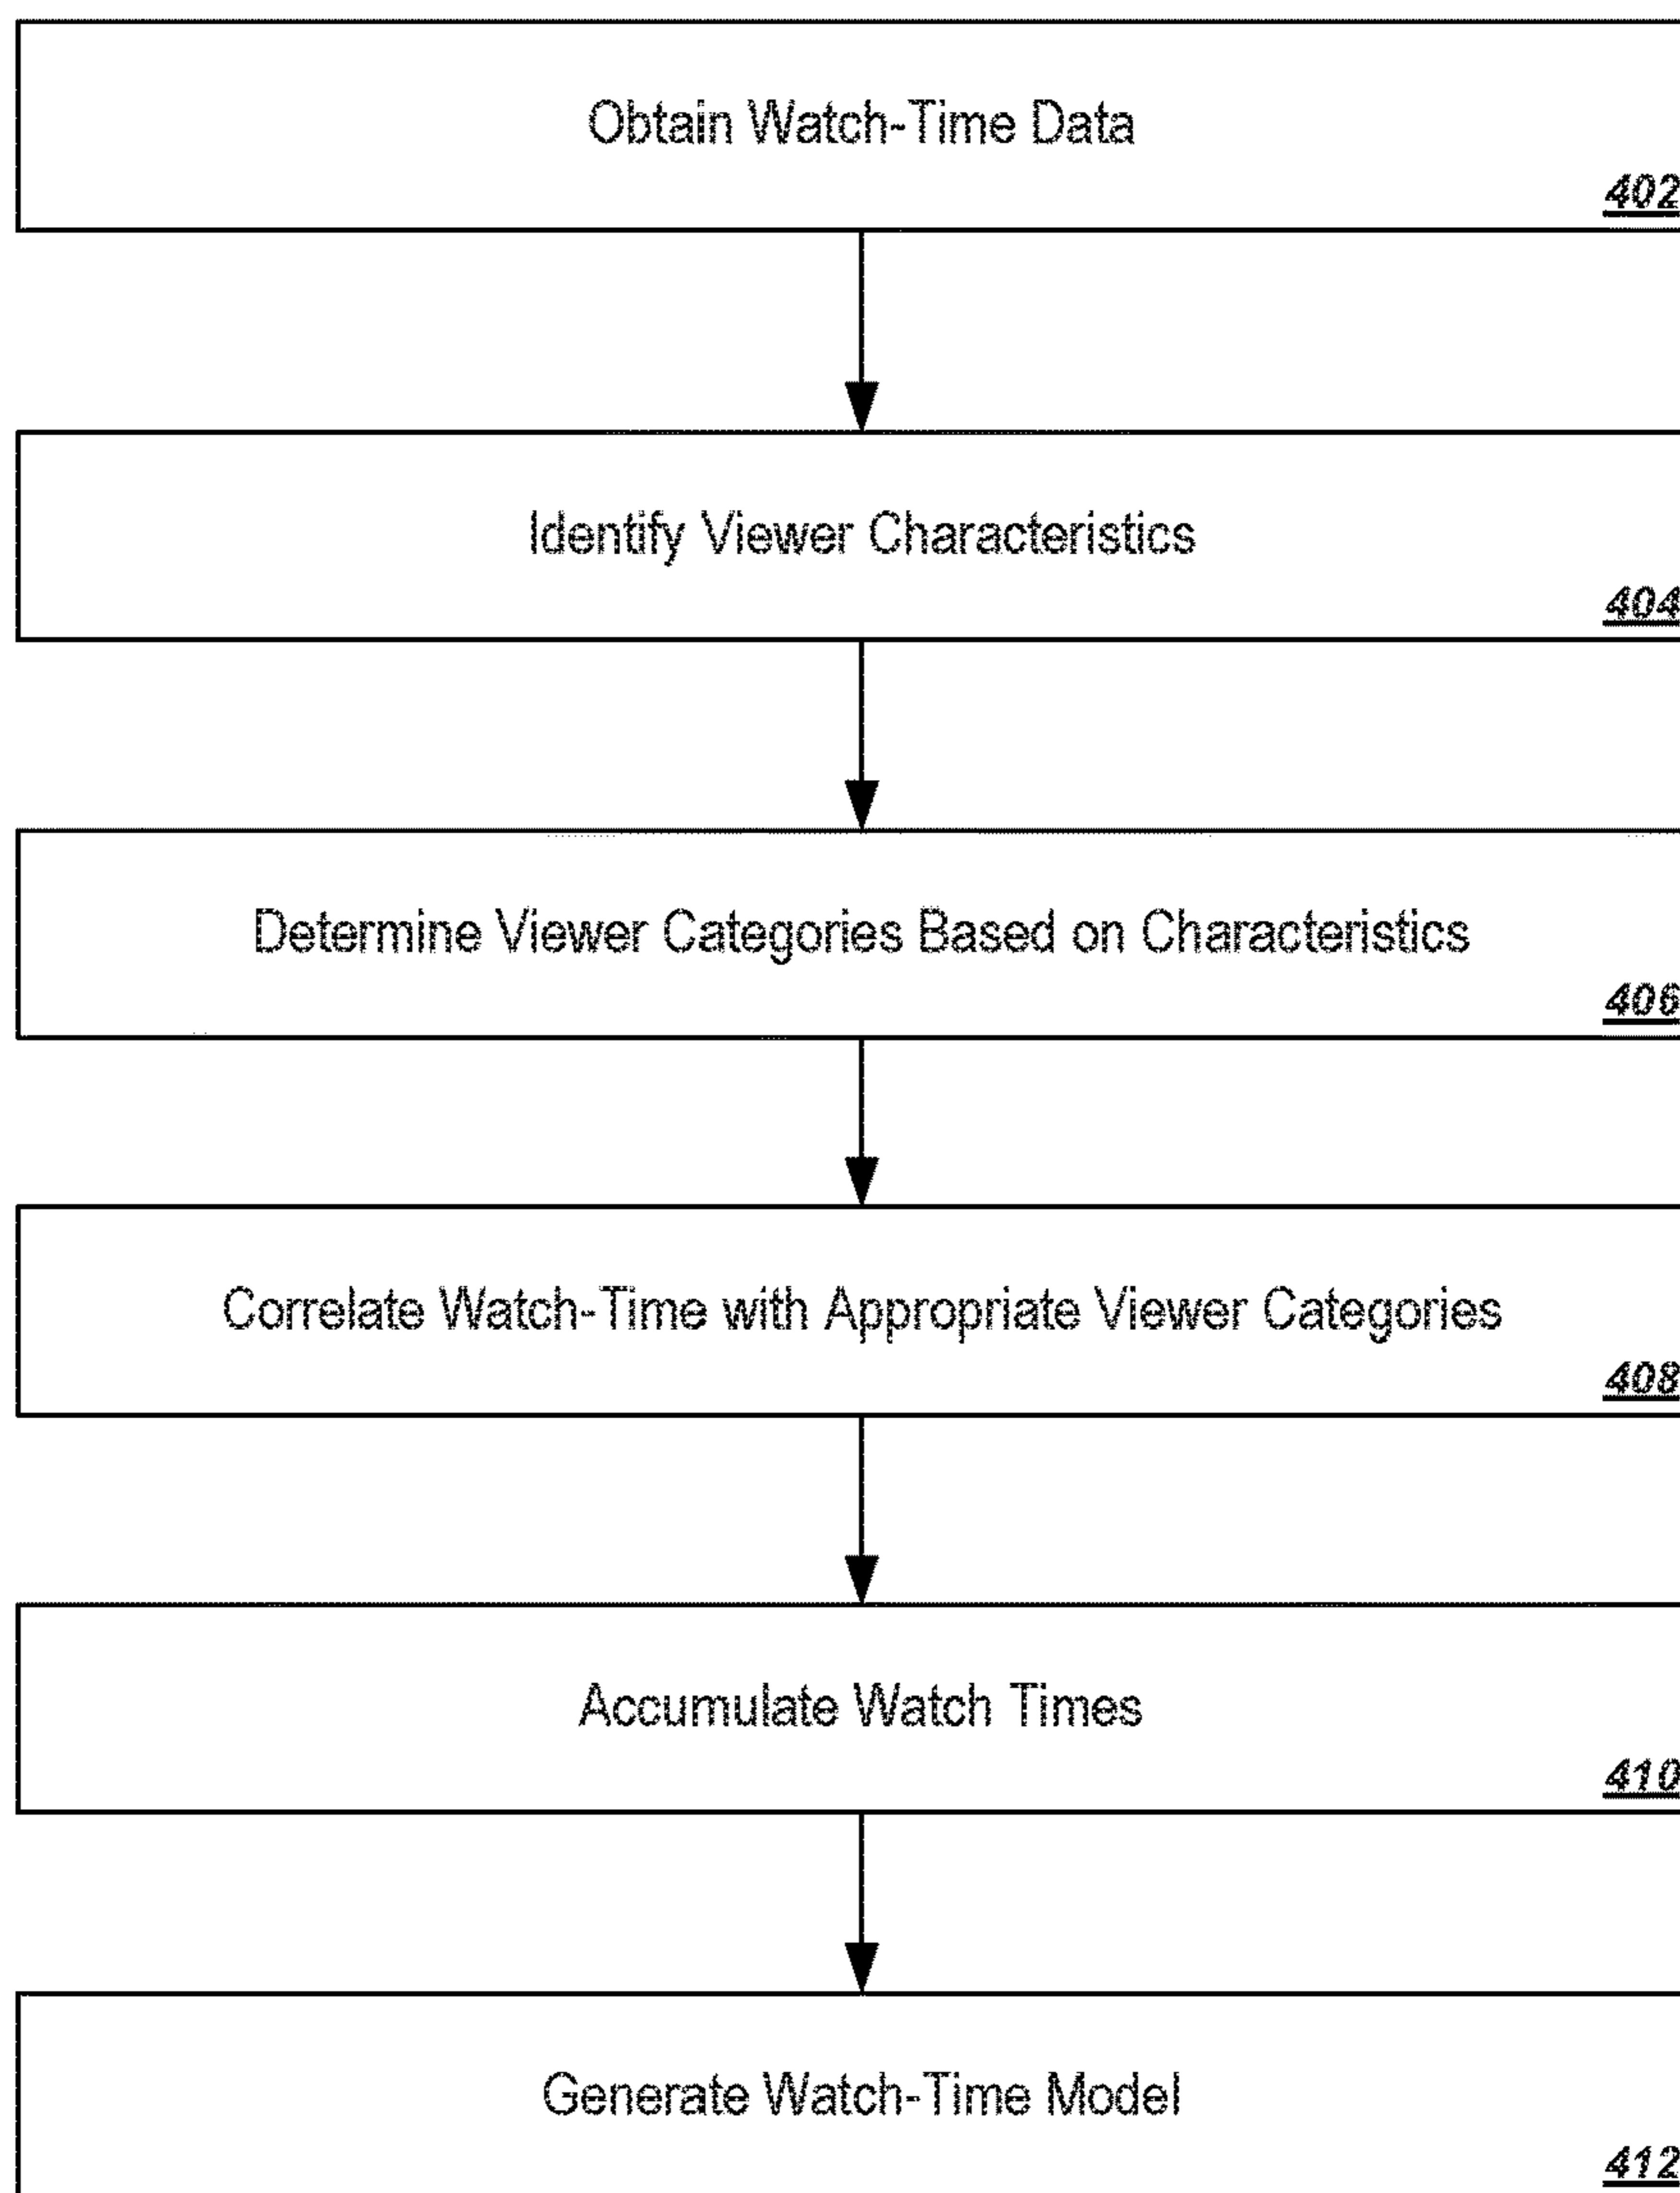 Obtain Watch-Time Data
402
Identify Viewer Characteristics
404
Determine Viewer Categories Based on Characteristics
406
Correlate Watch-Time with Appropriate Viewer Categories
408
Accumulate Watch Times
410
Generate Watch-Time Model
412